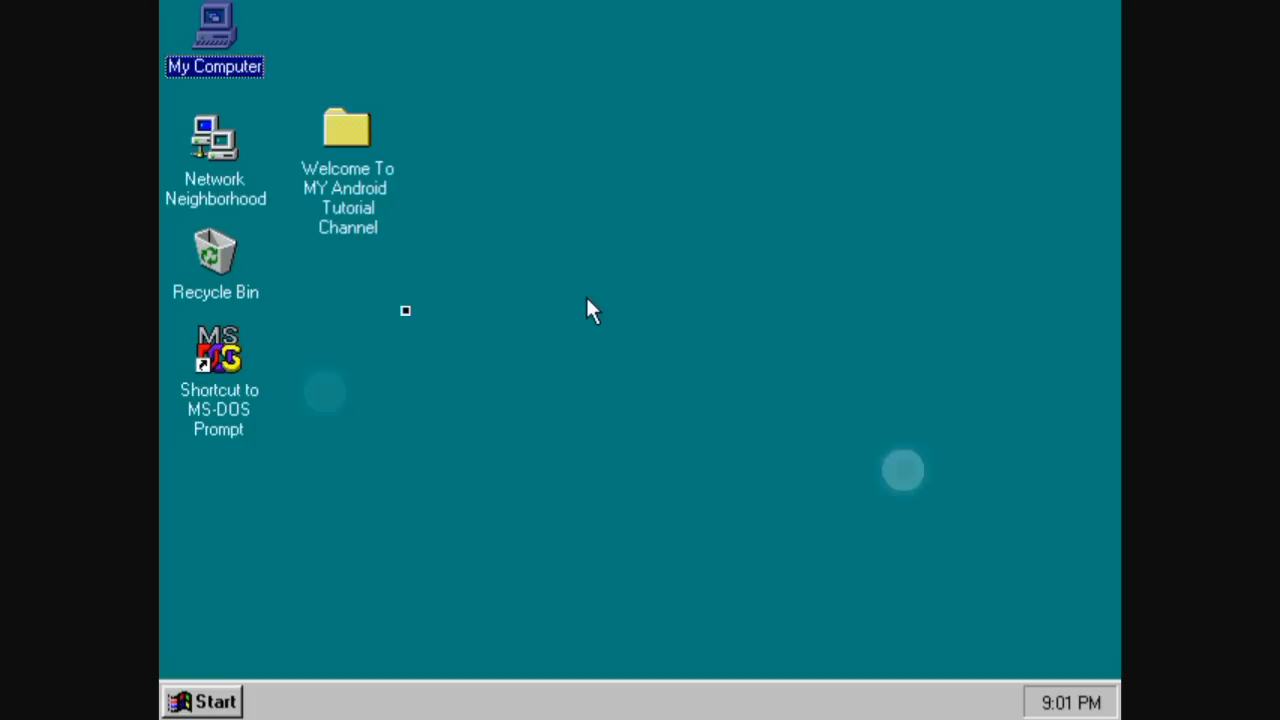 My Computer
Network
Neighborhood
Recycle Bin
MS
DOS
Shortcut to
MS-DOS
Prompt
Welcome To
MY Android
Tutorial
Channel
Start
9:01 PM